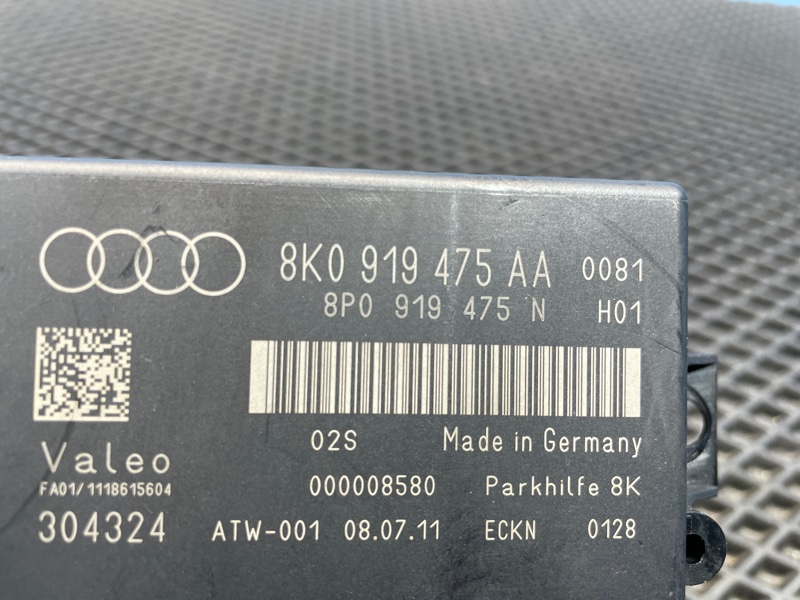 8K0 919 475 AA 0081
8P0 919 475 N H01
02S Made in Germany
Valeo
FA01/1118615604
000008580 Parkhilfe 8K
304324 ATW-001 08.07.11 ECKN 0128